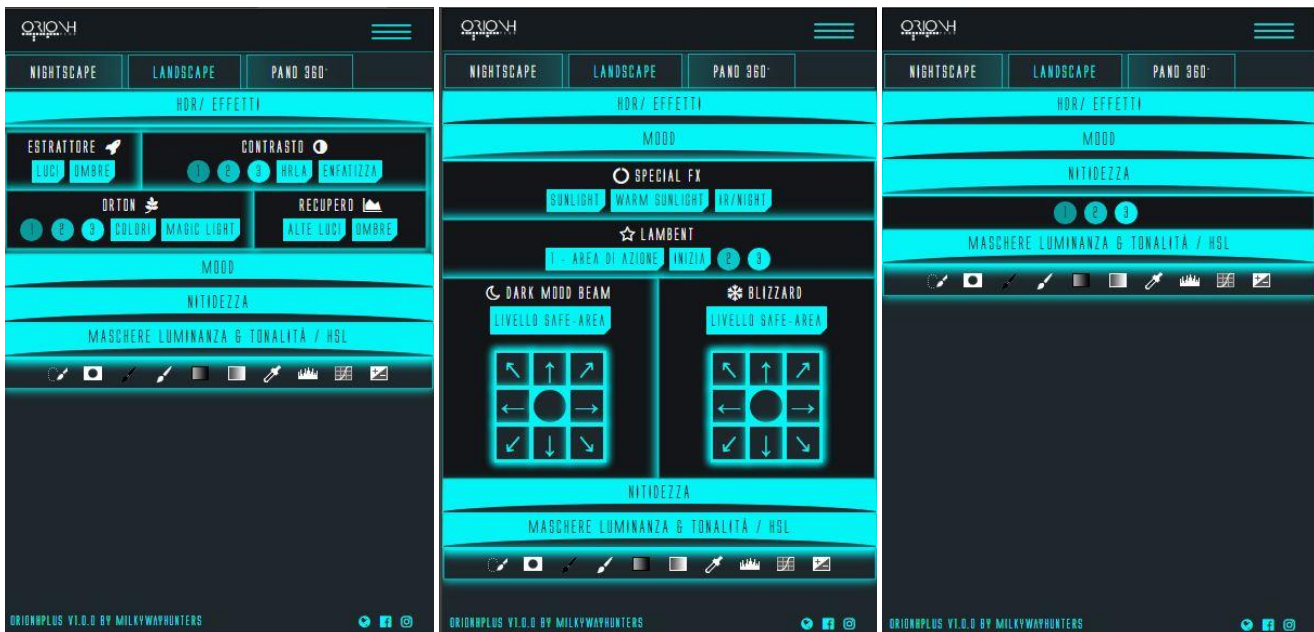 ORIONH
NIGHTSCAPE LANDSCAPE PANO 360°
HDR/ EFFETTI
ESTRATTORE CONTRASTO
LUCI OMBRE 1 2 3 HRLA ENFATIZZA
ORTON RECUPERO
1 2 3 COLORI MAGIC LIGHT ALTE LUCI OMBRE
MOOD
NITIDEZZA
MASCHERE LUMINANZA & TONALITÀ / HSL
ORIONHPLUS V1.0.0 BY MILKYWAYHUNTERS
ORIONH
NIGHTSCAPE LANDSCAPE PANO 360°
HDR/ EFFETTI
MOOD
SPECIAL FX
SUNLIGHT WARM SUNLIGHT IR/NIGHT
LAMBENT
1 - AREA DI AZIONE INIZIA 2 3
DARK MOOD BEAM BLIZZARD
LIVELLO SAFE-AREA LIVELLO SAFE-AREA
NITIDEZZA
MASCHERE LUMINANZA & TONALITÀ / HSL
ORIONHPLUS V1.0.0 BY MILKYWAYHUNTERS
ORIONH
NIGHTSCAPE LANDSCAPE PANO 360°
HDR/ EFFETTI
MOOD
NITIDEZZA
1 2 3
MASCHERE LUMINANZA & TONALITÀ / HSL
ORIONHPLUS V1.0.0 BY MILKYWAYHUNTERS